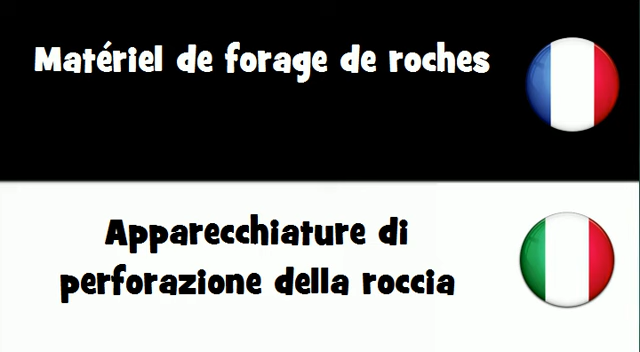 Matériel de forage de roches
Apparecchiature di
perforazione della roccia